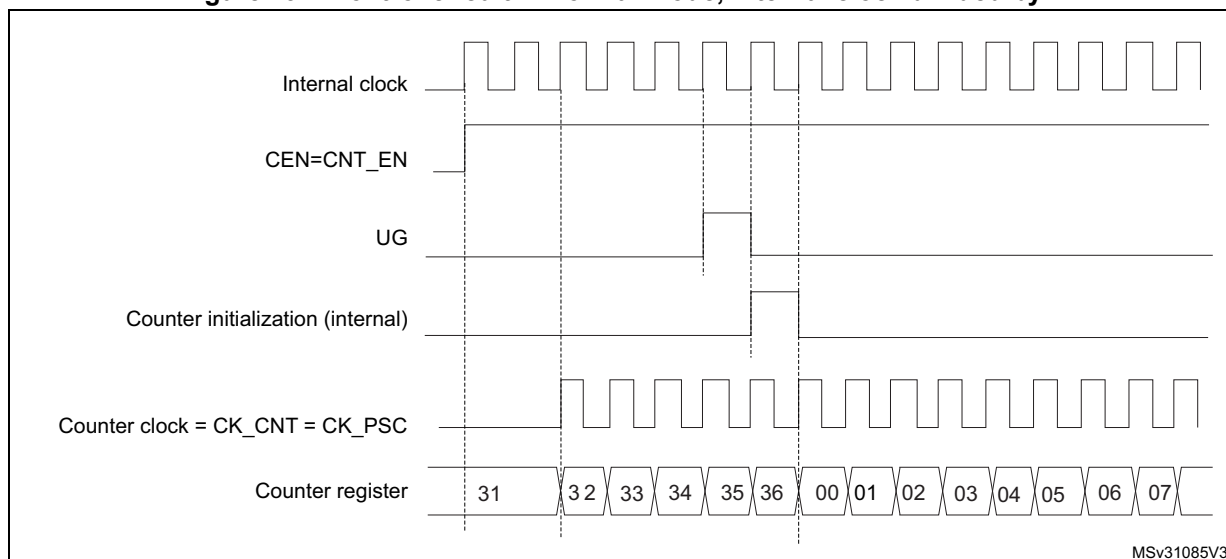 Internal clock
CEN=CNT_EN
UG
Counter initialization (internal)
Counter clock = CK_CNT = CK_PSC
Counter register
31 32 33 34 35 36 00 01 02 03 04 05 06 07
MSv31085V3